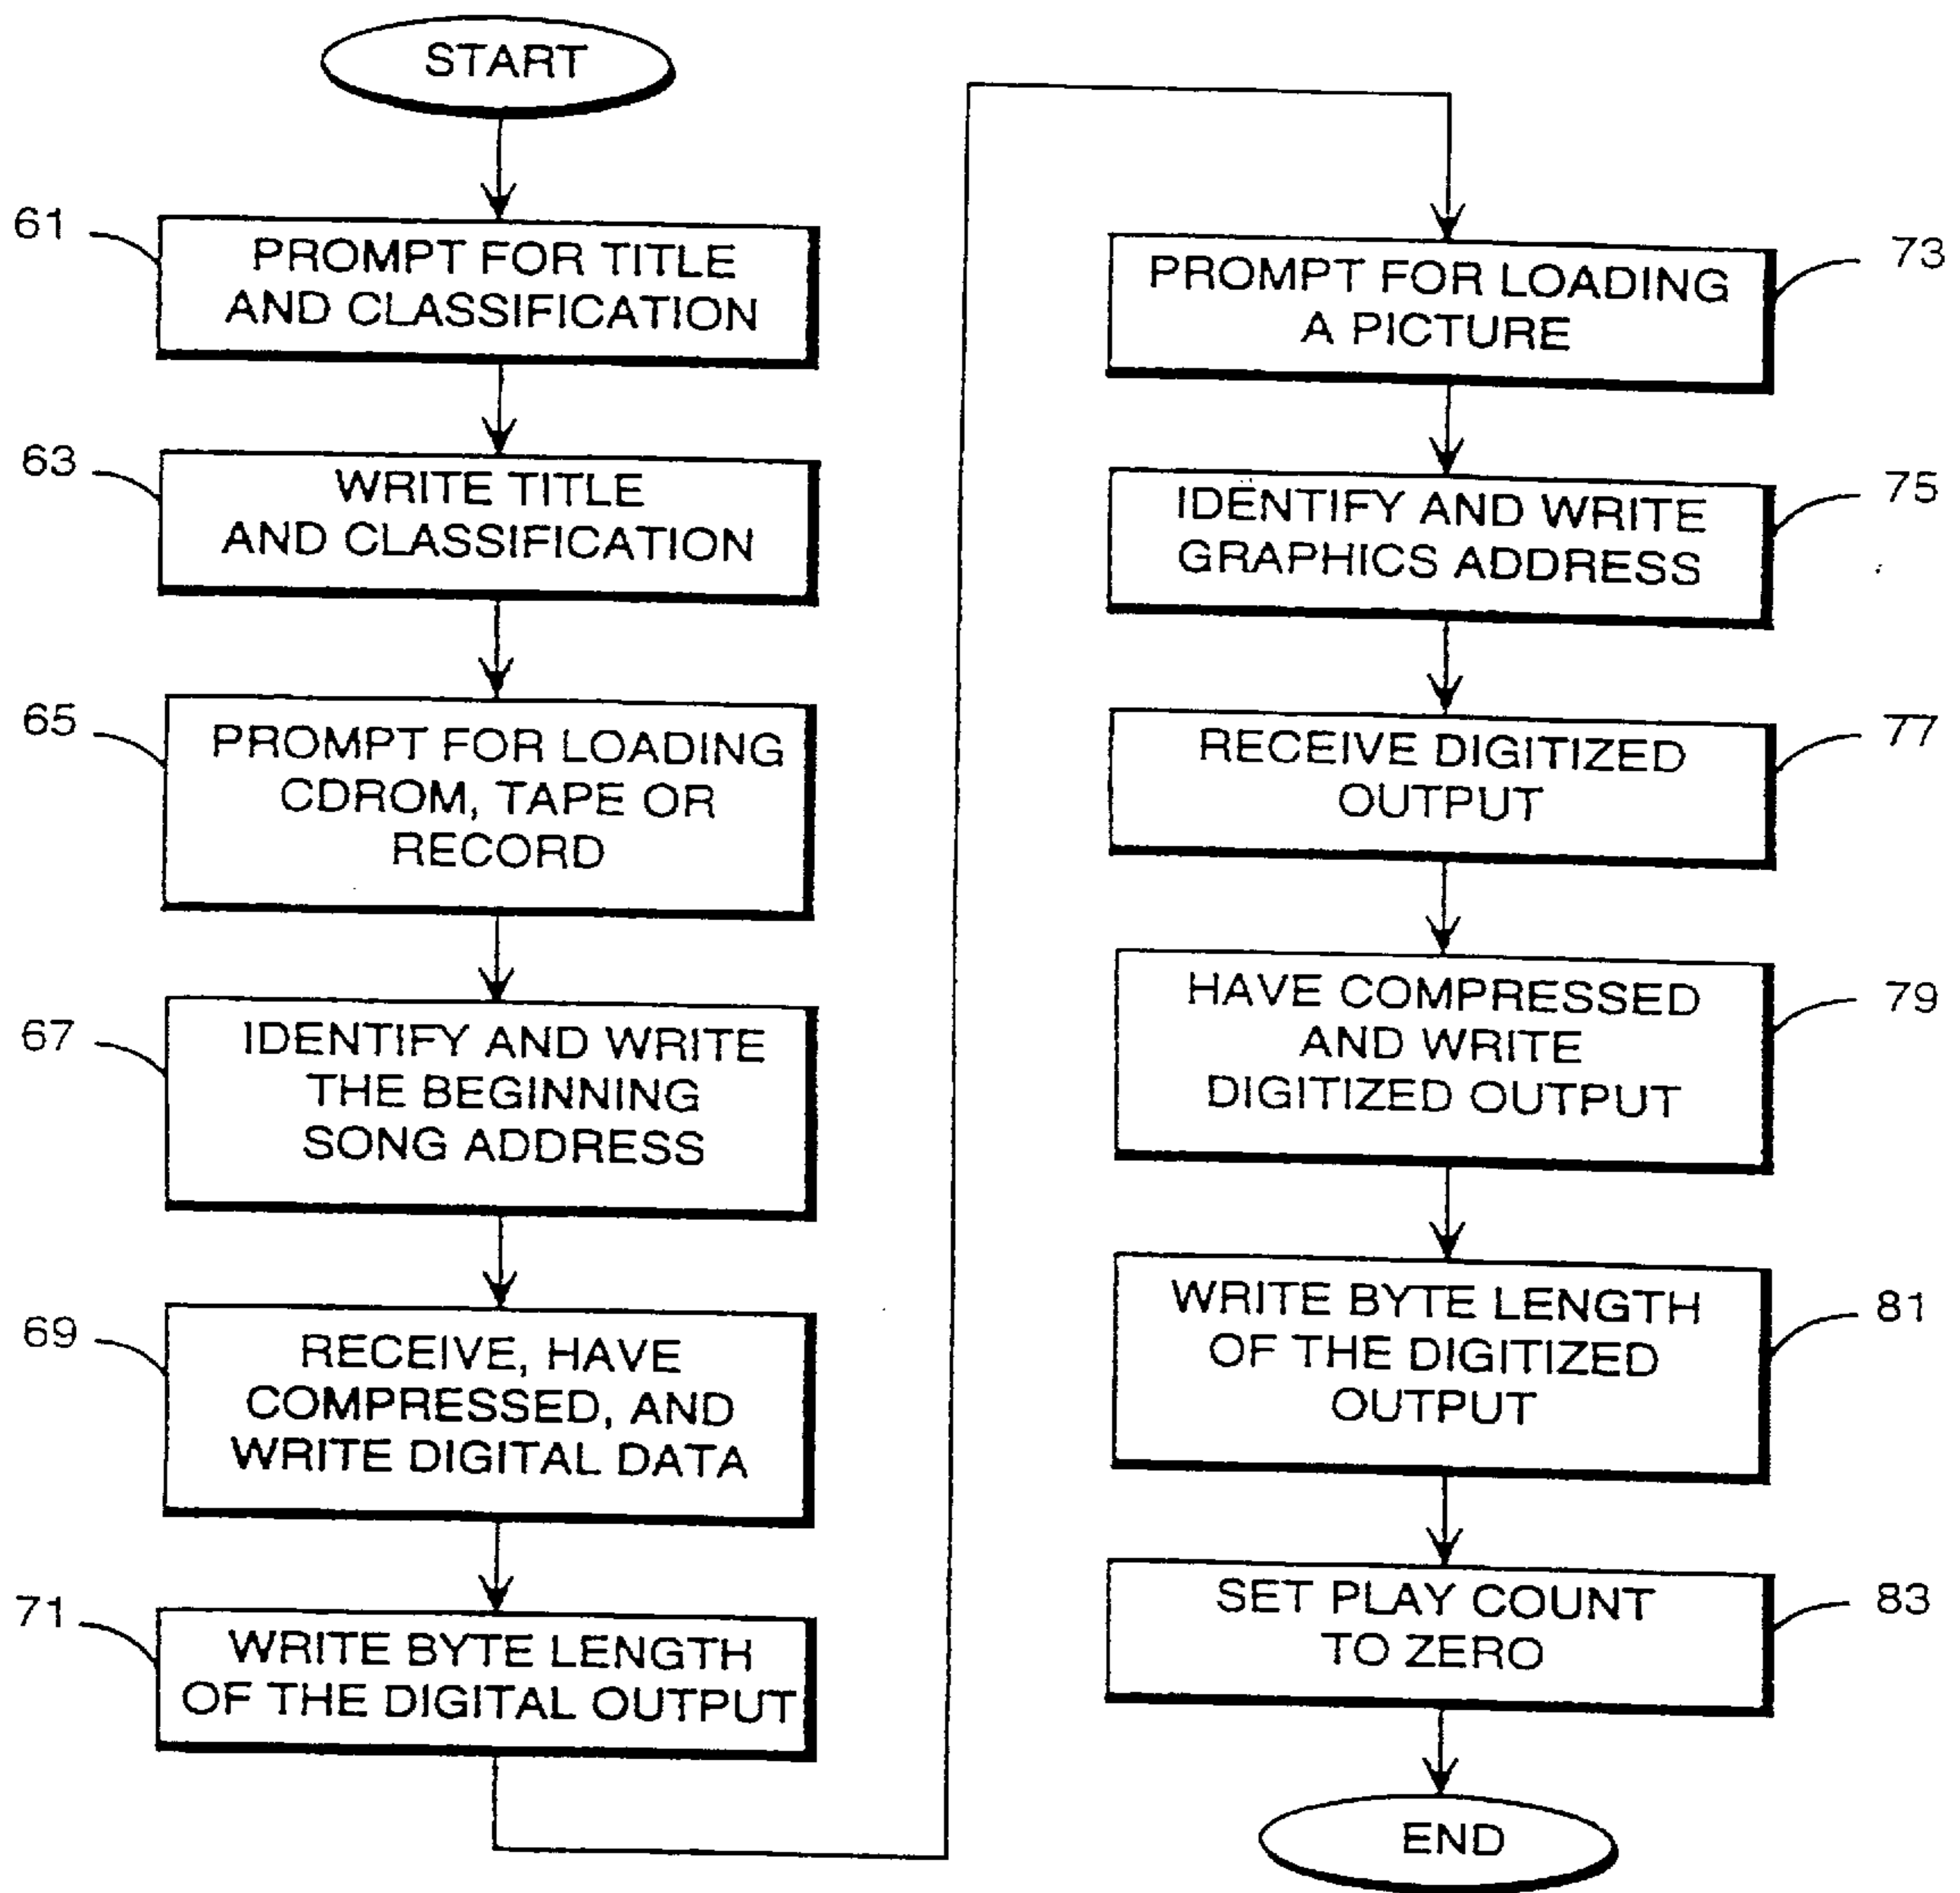 START
61
PROMPT FOR TITLE
AND CLASSIFICATION
63
WRITE TITLE
AND CLASSIFICATION
65
PROMPT FOR LOADING
CDROM, TAPE OR
RECORD
67
IDENTIFY AND WRITE
THE BEGINNING
SONG ADDRESS
69
RECEIVE, HAVE
COMPRESSED, AND
WRITE DIGITAL DATA
71
WRITE BYTE LENGTH
OF THE DIGITAL OUTPUT
73
PROMPT FOR LOADING
A PICTURE
75
IDENTIFY AND WRITE
GRAPHICS ADDRESS
77
RECEIVE DIGITIZED
OUTPUT
79
HAVE COMPRESSED
AND WRITE
DIGITIZED OUTPUT
81
WRITE BYTE LENGTH
OF THE DIGITIZED
OUTPUT
83
SET PLAY COUNT
TO ZERO
END